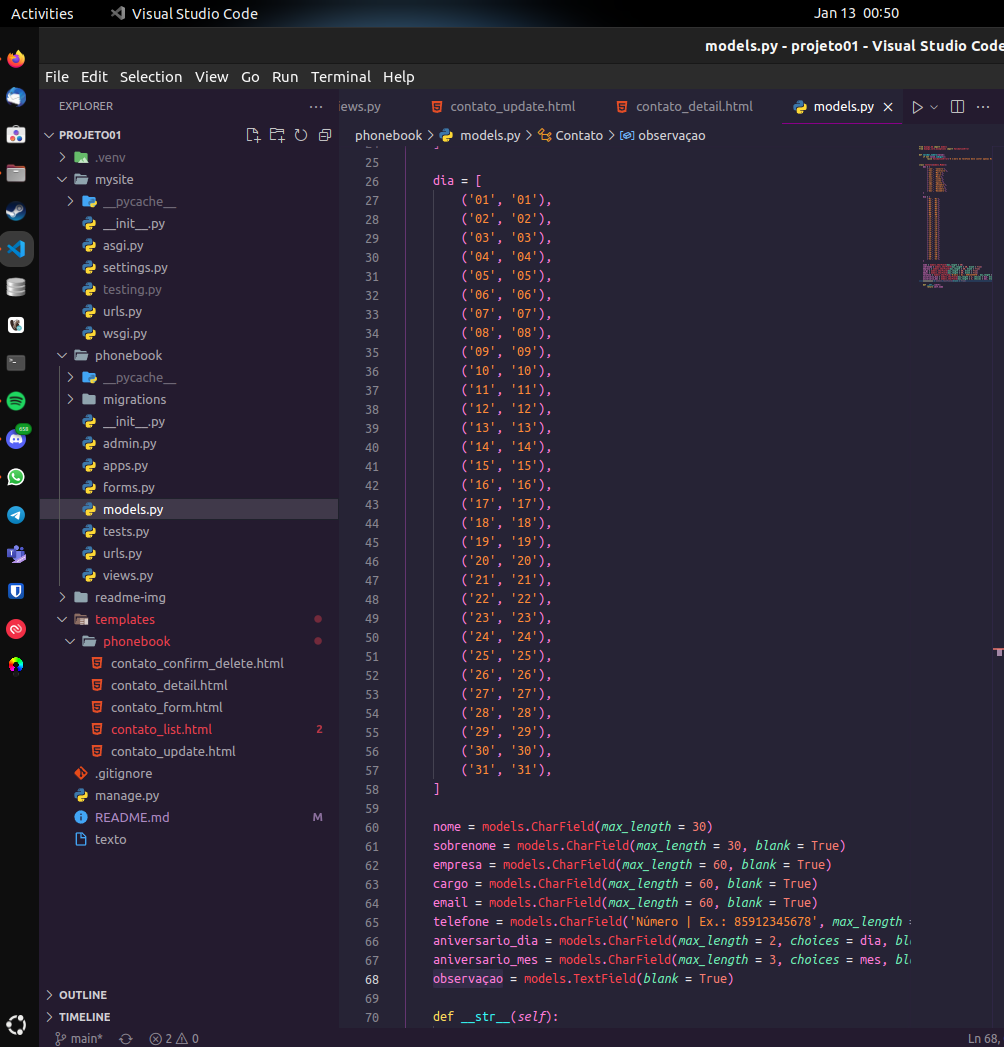 Activities Visual Studio Code Jan 13 00:50
models.py - projeto01 - Visual Studio Code
File Edit Selection View Go Run Terminal Help
EXPLORER
PROJETO01
.venv
mysite
__pycache__
__init__.py
asgi.py
settings.py
testing.py
urls.py
wsgi.py
phonebook
__pycache__
migrations
__init__.py
admin.py
apps.py
forms.py
models.py
tests.py
urls.py
views.py
readme-img
templates
phonebook
contato_confirm_delete.html
contato_detail.html
contato_form.html
contato_list.html 2
contato_update.html
.gitignore
manage.py
README.md M
texto
OUTLINE
TIMELINE
iews.py contato_update.html contato_detail.html models.py
phonebook > models.py > Contato > observaçao
25
26 dia = [
27 ('01', '01'),
28 ('02', '02'),
29 ('03', '03'),
30 ('04', '04'),
31 ('05', '05'),
32 ('06', '06'),
33 ('07', '07'),
34 ('08', '08'),
35 ('09', '09'),
36 ('10', '10'),
37 ('11', '11'),
38 ('12', '12'),
39 ('13', '13'),
40 ('14', '14'),
41 ('15', '15'),
42 ('16', '16'),
43 ('17', '17'),
44 ('18', '18'),
45 ('19', '19'),
46 ('20', '20'),
47 ('21', '21'),
48 ('22', '22'),
49 ('23', '23'),
50 ('24', '24'),
51 ('25', '25'),
52 ('26', '26'),
53 ('27', '27'),
54 ('28', '28'),
55 ('29', '29'),
56 ('30', '30'),
57 ('31', '31'),
58 ]
59
60 nome = models.CharField(max_length = 30)
61 sobrenome = models.CharField(max_length = 30, blank = True)
62 empresa = models.CharField(max_length = 60, blank = True)
63 cargo = models.CharField(max_length = 60, blank = True)
64 email = models.CharField(max_length = 60, blank = True)
65 telefone = models.CharField('Número | Ex.: 85912345678', max_length =
66 aniversario_dia = models.CharField(max_length = 2, choices = dia, bl
67 aniversario_mes = models.CharField(max_length = 3, choices = mes, bl
68 observaçao = models.TextField(blank = True)
69
70 def __str__(self):
main* 2 0 Ln 68,